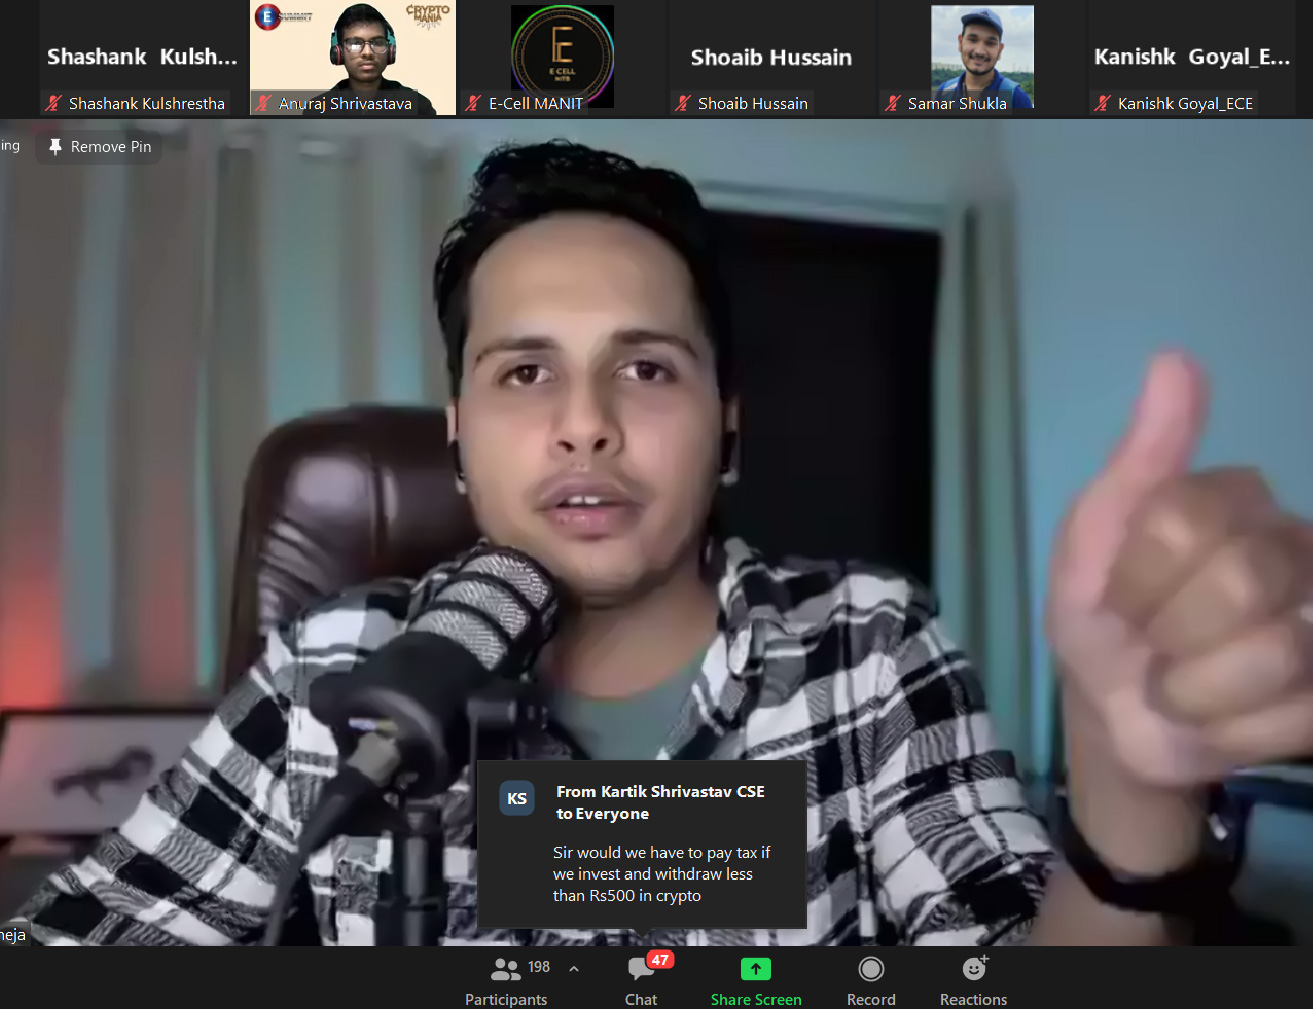 Shashank Kulsh...
Shashank Kulshrestha
E SUMMIT
CRYPTO
MANIA
Anuraj Shrivastava
E CELL
E-Cell MANIT
Shoaib Hussain
Shoaib Hussain
Samar Shukla
Kanishk Goyal_E...
Kanishk Goyal_ECE
ing
Remove Pin
KS
From Kartik Shrivastav CSE
to Everyone
Sir would we have to pay tax if
we invest and withdraw less
than Rs500 in crypto
neja
198
Participants
47
Chat
Share Screen
Record
Reactions